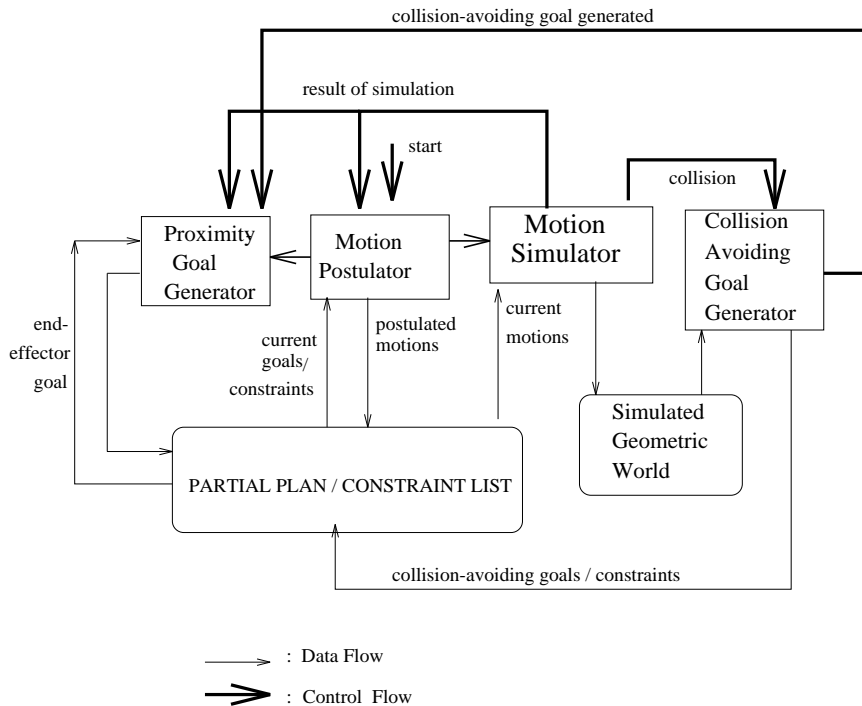 collision-avoiding goal generated
result of simulation
start
collision
Proximity
Goal
Generator
Motion
Postulator
Motion
Simulator
Collision
Avoiding
Goal
Generator
end-
effector
goal
current
goals/
constraints
postulated
motions
current
motions
Simulated
Geometric
World
PARTIAL PLAN / CONSTRAINT LIST
collision-avoiding goals / constraints
: Data Flow
: Control Flow